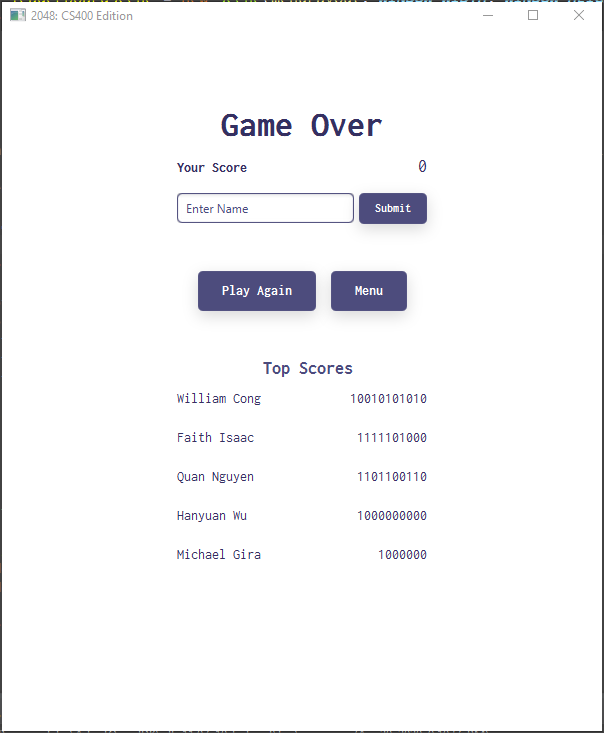 2048: CS400 Edition
Game Over
Your Score 0
Enter Name Submit
Play Again Menu
Top Scores
William Cong 10010101010
Faith Isaac 1111101000
Quan Nguyen 1101100110
Hanyuan Wu 1000000000
Michael Gira 1000000